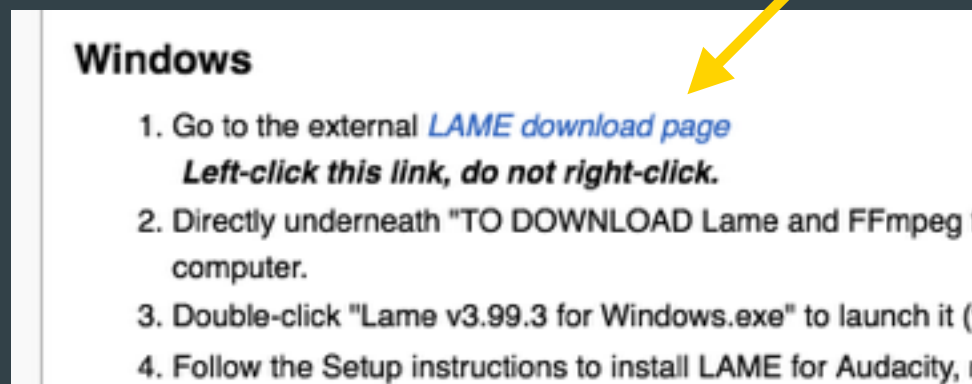 Windows
1. Go to the external LAME download page
Left-click this link, do not right-click.
2. Directly underneath "TO DOWNLOAD Lame and FFmpeg
computer.
3. Double-click "Lame v3.99.3 for Windows.exe" to launch it (
4. Follow the Setup instructions to install LAME for Audacity,